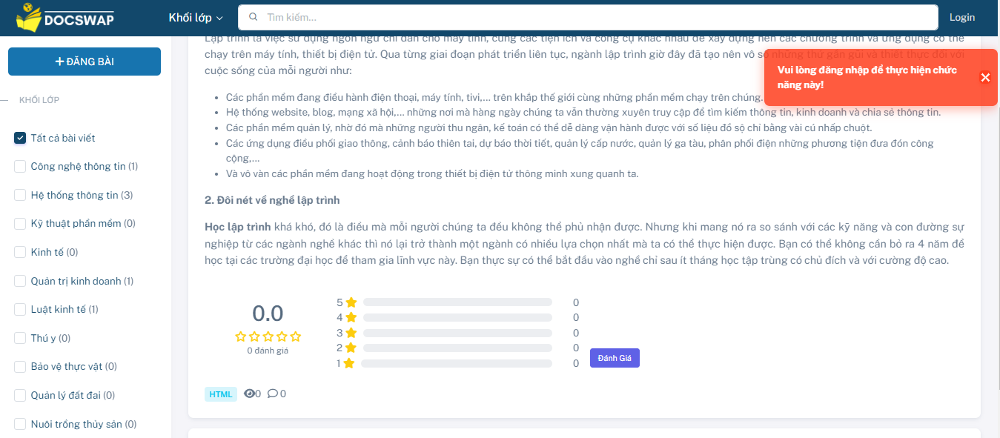 DOCSWAP
Khối lớp
Tìm kiếm...
Login
ĐĂNG BÀI
KHỐI LỚP
Tất cả bài viết
Công nghệ thông tin (1)
Hệ thống thông tin (3)
Kỹ thuật phần mềm (0)
Kinh tế (0)
Quản trị kinh doanh (1)
Luật kinh tế (1)
Thú y (0)
Bảo vệ thực vật (0)
Quản lý đất đai (0)
Nuôi trồng thủy sản (0)
Lập trình là việc sử dụng ngôn ngữ chỉ dẫn cho máy tính, cùng các tiện ích và công cụ khác nhau để xây dựng nên các chương trình và ứng dụng có thể
chạy trên máy tính, thiết bị điện tử. Qua từng giai đoạn phát triển liên tục, ngành lập trình giờ đây đã tạo nên vô số những thứ gần gũi và thiết thực đối với
cuộc sống của mỗi người như:
Vui lòng đăng nhập để thực hiện chức
năng này!
Các phần mềm đang điều hành điện thoại, máy tính, tivi,... trên khắp thế giới cùng những phần mềm chạy trên chúng.
Hệ thống website, blog, mạng xã hội,... những nơi mà hàng ngày chúng ta vẫn thường xuyên truy cập để tìm kiếm thông tin, kinh doanh và chia sẻ thông tin.
Các phần mềm quản lý, nhờ đó mà những người thu ngân, kế toán có thể dễ dàng vận hành được với số liệu đồ sộ chỉ bằng vài cú nhấp chuột.
Các ứng dụng điều phối giao thông, cảnh báo thiên tai, dự báo thời tiết, quản lý cấp nước, quản lý ga tàu, phân phối điện những phương tiện đưa đón công
cộng,...
Và vô vàn các phần mềm đang hoạt động trong thiết bị điện tử thông minh xung quanh ta.
2. Đôi nét về nghề lập trình
Học lập trình khá khó, đó là điều mà mỗi người chúng ta đều không thể phủ nhận được. Nhưng khi mang nó ra so sánh với các kỹ năng và con đường sự
nghiệp từ các ngành nghề khác thì nó lại trở thành một ngành có nhiều lựa chọn nhất mà ta có thể thực hiện được. Bạn có thể không cần bỏ ra 4 năm để
học tại các trường đại học để tham gia lĩnh vực này. Bạn thực sự có thể bắt đầu vào nghề chỉ sau ít tháng học tập trùng có chủ đích và với cường độ cao.
0.0
0 đánh giá
5 0
4 0
3 0
2 0
1 0
Đánh Giá
HTML 0 0